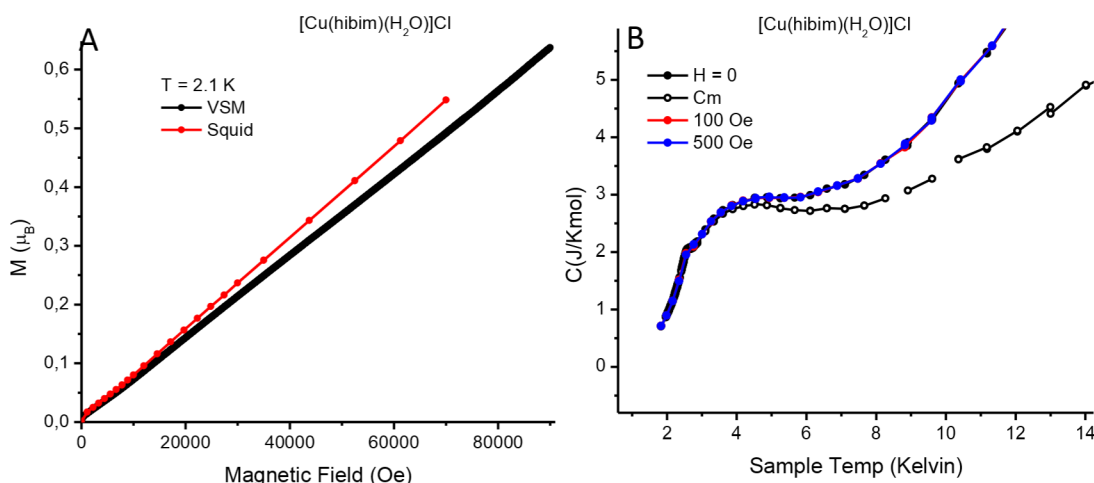 A
[Cu(hibim)(H₂O)]Cl
T = 2.1 K
VSM
Squid
0,6
0,5
0,4
0,3
0,2
0,1
0,0
M (μB)
0
20000
40000
60000
80000
Magnetic Field (Oe)
B
[Cu(hibim)(H₂O)]Cl
H = 0
Cm
100 Oe
500 Oe
5
4
3
2
1
0
C(J/Kmol)
2
4
6
8
10
12
14
Sample Temp (Kelvin)